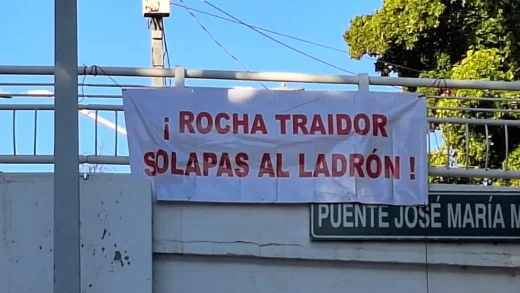 ¡ ROCHA TRAIDOR
SOLAPAS AL LADRÓN !
PUENTE JOSÉ MARÍA M